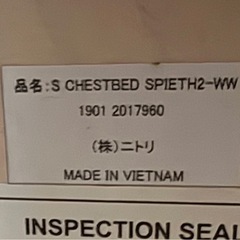 品名:S CHESTBED SPIETH2-WW
1901 2017960
(株)ニトリ
MADE IN VIETNAM
INSPECTION SEAL